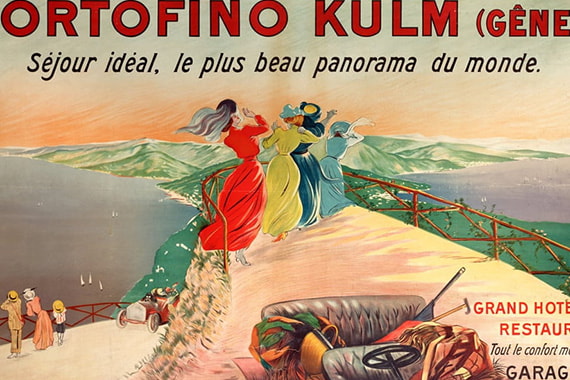 ORTOFINO KULM (GÊNE
Séjour idéal, le plus beau panorama du monde.
GRAND HOTE
RESTAUR
Tout le confort m
GARAG